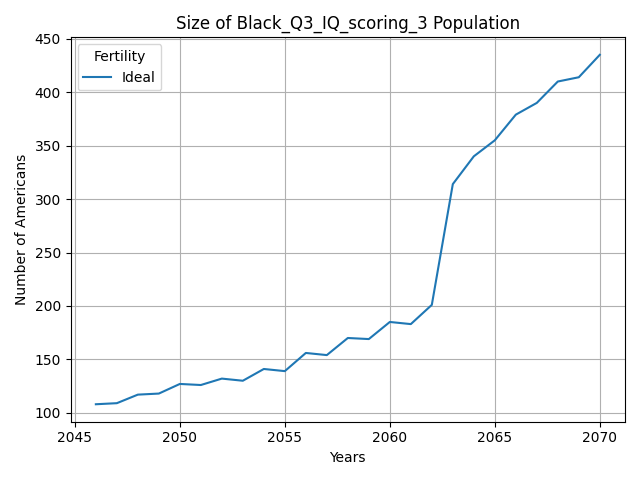 Size of Black_Q3_IQ_scoring_3 Population
Fertility
Ideal
Number of Americans
450
400
350
300
250
200
150
100
2045 2050 2055 2060 2065 2070
Years